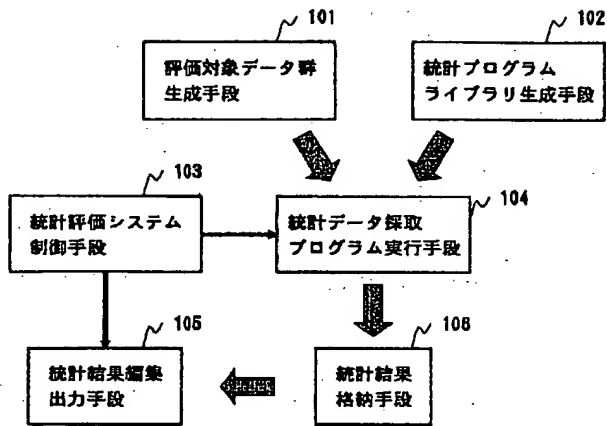 101
102
評価対象データ群
生成手段
統計プログラム
ライブラリ生成手段
103
104
統計評価システム
制御手段
統計データ採取
プログラム実行手段
105
106
統計結果編集
出力手段
統計結果
格納手段